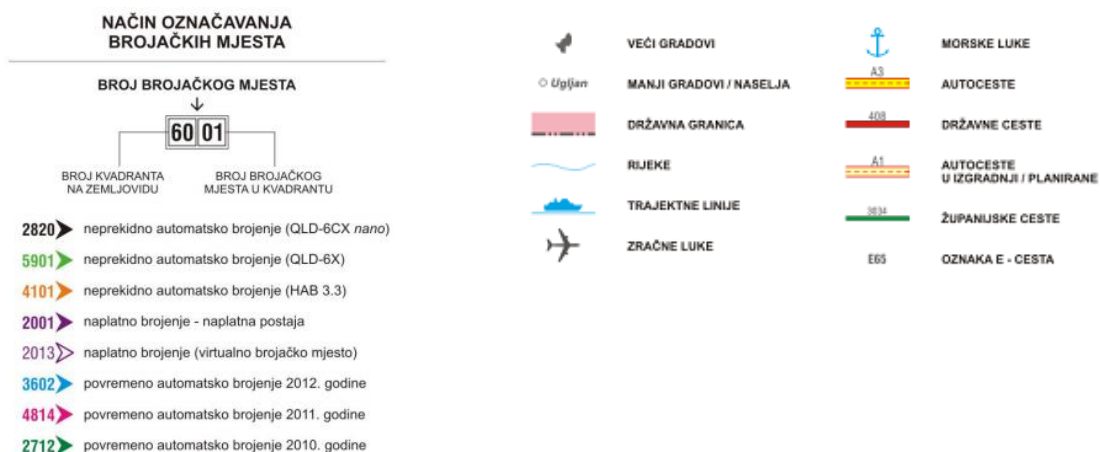 NAČIN OZNAČAVANJA
BROJAČKIH MJESTA
BROJ BROJAČKOG MJESTA
60 01
BROJ KVADRANTA
NA ZEMLJOVIDU
BROJ BROJAČKOG
MJESTA U KVADRANTU
2820 neprekidno automatsko brojenje (QLD-6CX nano)
5901 neprekidno automatsko brojenje (QLD-6X)
4101 neprekidno automatsko brojenje (HAB 3.3)
2001 naplatno brojenje - naplatna postaja
2013 naplatno brojenje (virtualno brojačko mjesto)
3602 povremeno automatsko brojenje 2012. godine
4814 povremeno automatsko brojenje 2011. godine
2712 povremeno automatsko brojenje 2010. godine
VEĆI GRADOVI
Ugljan MANJI GRADOVI / NASELJA
DRŽAVNA GRANICA
RIJEKE
TRAJEKTNE LINIJE
ZRAČNE LUKE
MORSKE LUKE
A3 AUTOCESTE
408 DRŽAVNE CESTE
A1 AUTOCESTE
U IZGRADNJI / PLANIRANE
3034 ŽUPANIJSKE CESTE
E65 OZNAKA E - CESTA